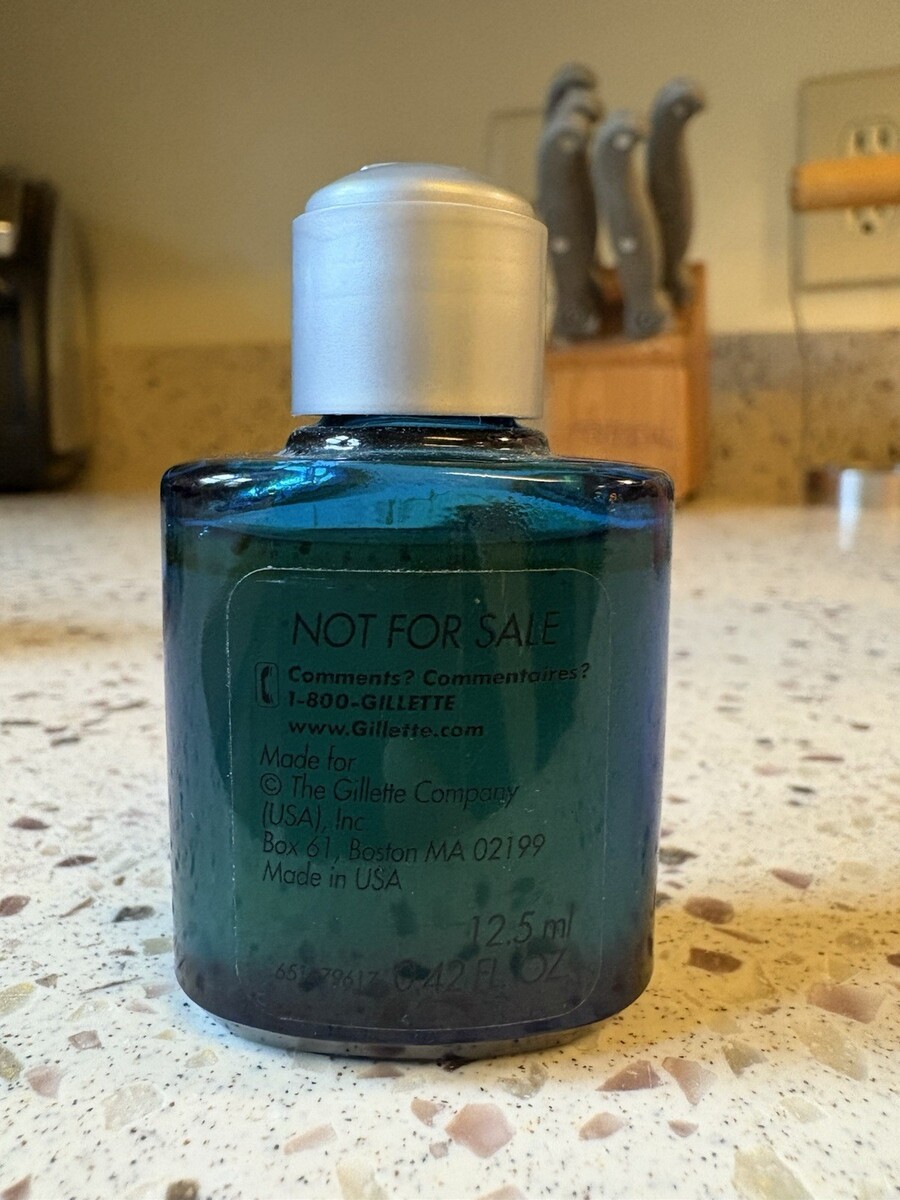 NOT FOR SALE
Comments? Commentaires?
1-800-GILLETTE
www.Gillette.com
Made for
© The Gillette Company
(USA), Inc
Box 61, Boston MA 02199
Made in USA
12.5 ml
0.42 FL OZ